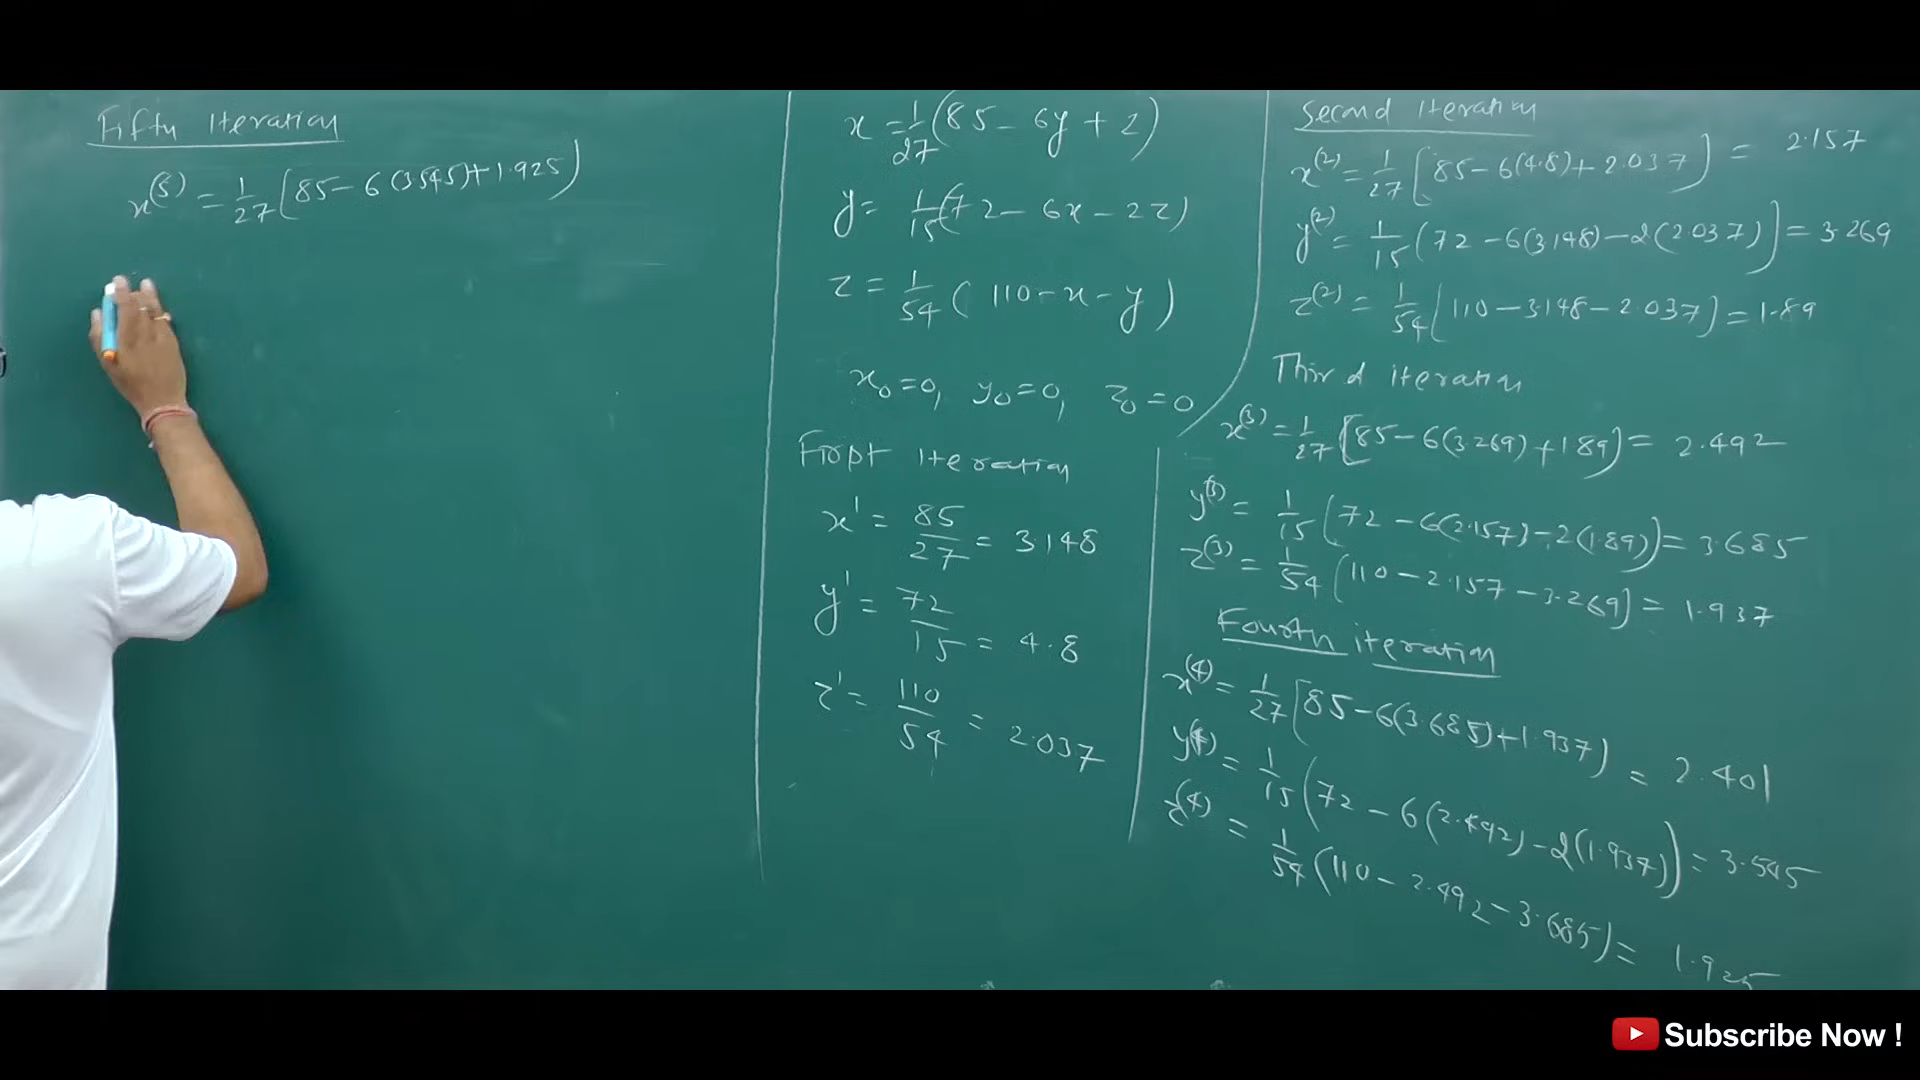 Fifth Iteration
x^(5) = 1/27 [85 - 6(3.545) + 1.925)
x = 1/27 (85 - 6y + z)
y = 1/15 (72 - 6x - 2z)
z = 1/54 (110 - x - y)
x₀ = 0, y₀ = 0, z₀ = 0
First Iteration
x' = 85/27 = 3.148
y' = 72/15 = 4.8
z' = 110/54 = 2.037
Second Iteration
x^(2) = 1/27 [85 - 6(4.8) + 2.037) = 2.157
y^(2) = 1/15 (72 - 6(3.148) - 2(2.037)] = 3.269
z^(2) = 1/54 (110 - 3.148 - 2.037) = 1.89
Third iteration
x^(3) = 1/27 [85 - 6(3.269) + 1.89) = 2.492
y^(3) = 1/15 (72 - 6(2.157) - 2(1.89)) = 3.685
z^(3) = 1/54 (110 - 2.157 - 3.269) = 1.937
Fourth iteration
x^(4) = 1/27 [85 - 6(3.685) + 1.937) = 2.401
y^(4) = 1/15 (72 - 6(2.492) - 2(1.937)) = 3.545
z^(4) = 1/54 (110 - 2.492 - 3.685) = 1.925
Subscribe Now !